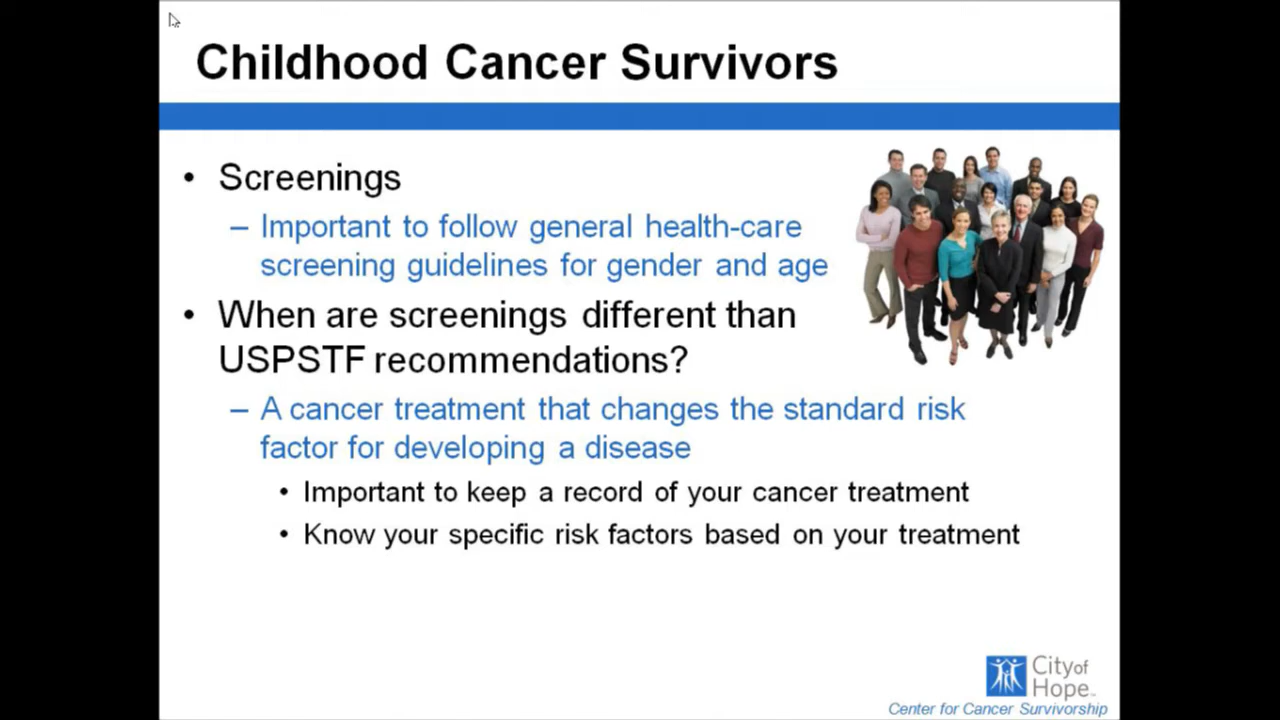 Childhood Cancer Survivors
• Screenings
– Important to follow general health-care
screening guidelines for gender and age
• When are screenings different than
USPSTF recommendations?
– A cancer treatment that changes the standard risk
factor for developing a disease
• Important to keep a record of your cancer treatment
• Know your specific risk factors based on your treatment
City of
Hope™
Center for Cancer Survivorship